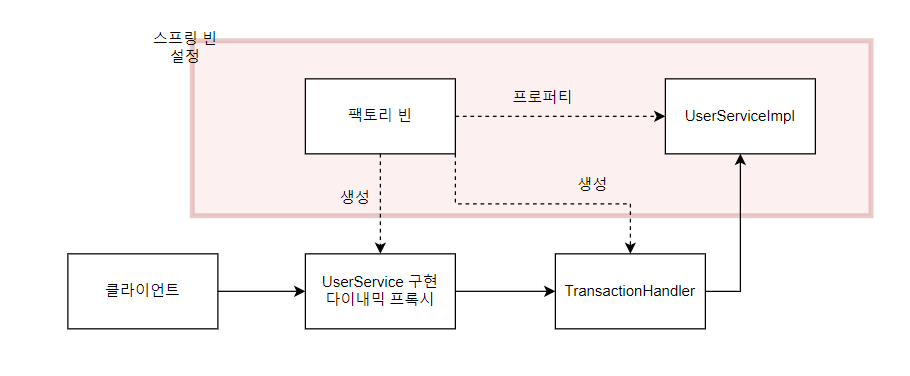 스프링 빈
설정
팩토리 빈
프로퍼티
UserServiceImpl
생성
생성
클라이언트
UserService 구현
다이내믹 프록시
TransactionHandler